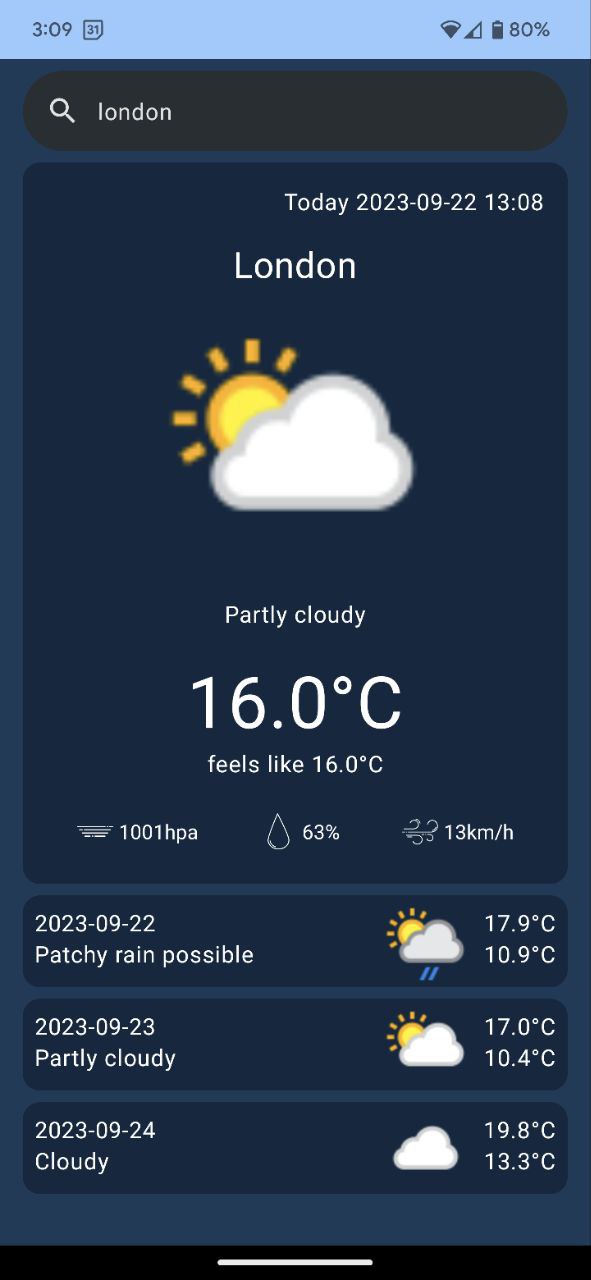 3:09 31 80%
london
Today 2023-09-22 13:08
London
Partly cloudy
16.0°C
feels like 16.0°C
1001hpa 63% 13km/h
2023-09-22 17.9°C
Patchy rain possible 10.9°C
2023-09-23 17.0°C
Partly cloudy 10.4°C
2023-09-24 19.8°C
Cloudy 13.3°C